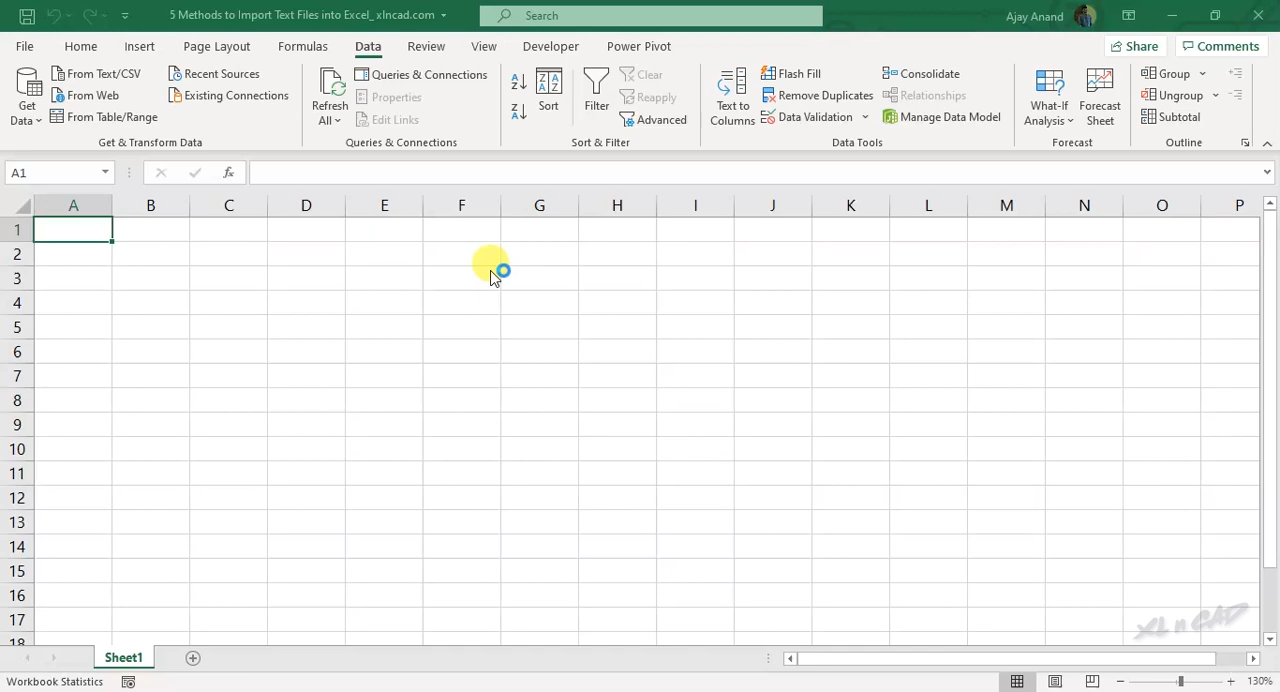 5 Methods to Import Text Files into Excel_ xlncad.com
Search
Ajay Anand
File Home Insert Page Layout Formulas Data Review View Developer Power Pivot Share Comments
Get Data
From Text/CSV
From Web
From Table/Range
Recent Sources
Existing Connections
Get & Transform Data
Refresh All
Queries & Connections
Properties
Edit Links
Queries & Connections
Sort
Filter
Clear
Reapply
Advanced
Sort & Filter
Text to Columns
Flash Fill
Remove Duplicates
Data Validation
Consolidate
Relationships
Manage Data Model
Data Tools
What-If Analysis
Forecast Sheet
Forecast
Group
Ungroup
Subtotal
Outline
A1
fx
A B C D E F G H I J K L M N O P
1
2
3
4
5
6
7
8
9
10
11
12
13
14
15
16
17
18
XL n CAD
Sheet1
Workbook Statistics
130%